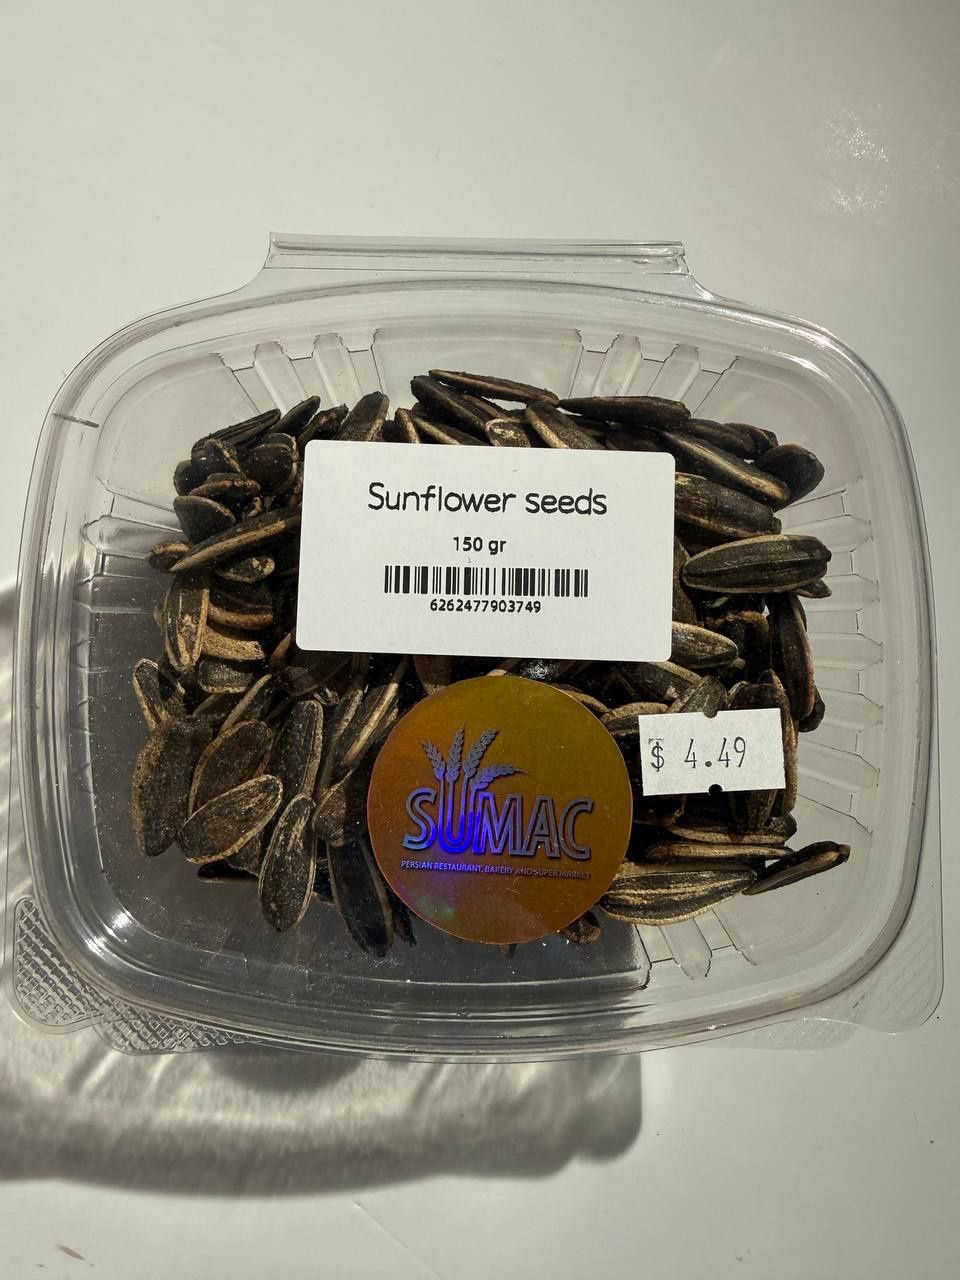 Sunflower seeds
150 gr
6262477903749
$ 4.49
SUMAC
PERSIAN RESTAURANT, BAKERY AND SUPER MARKET